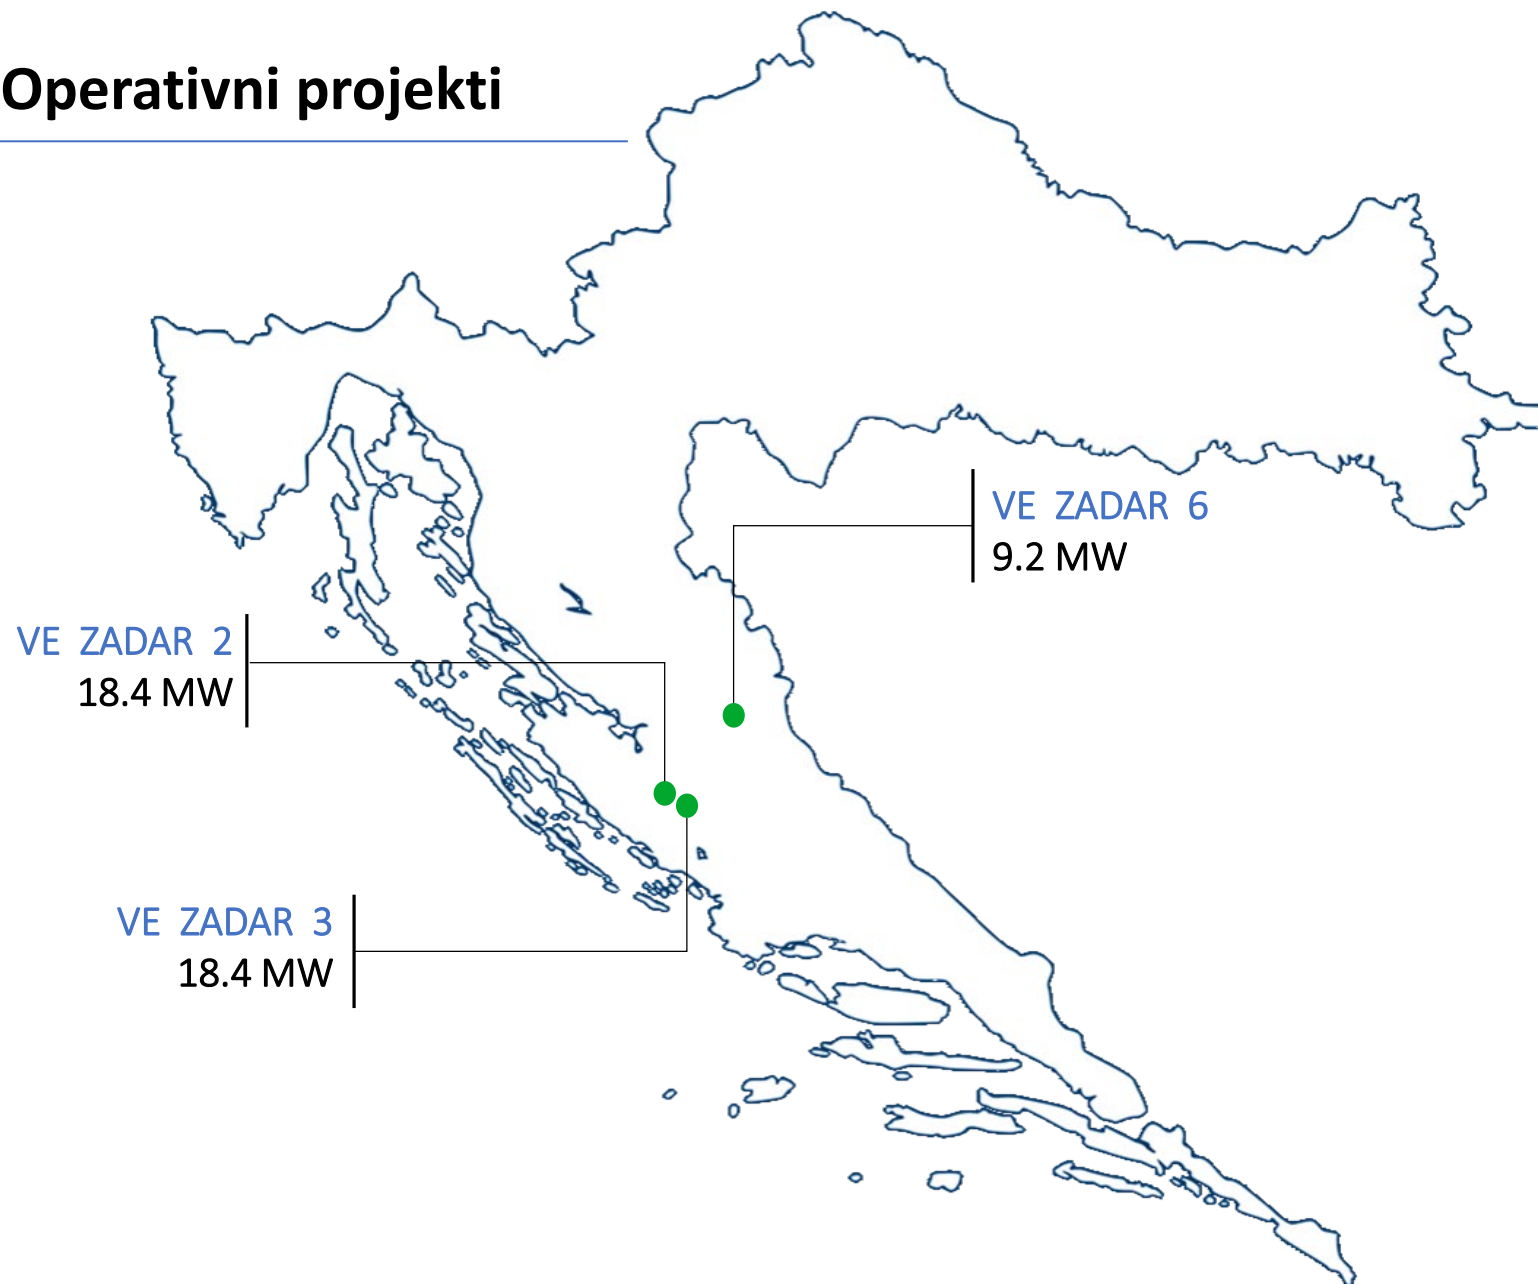 Operativni projekti
VE ZADAR 6
9.2 MW
VE ZADAR 2
18.4 MW
VE ZADAR 3
18.4 MW